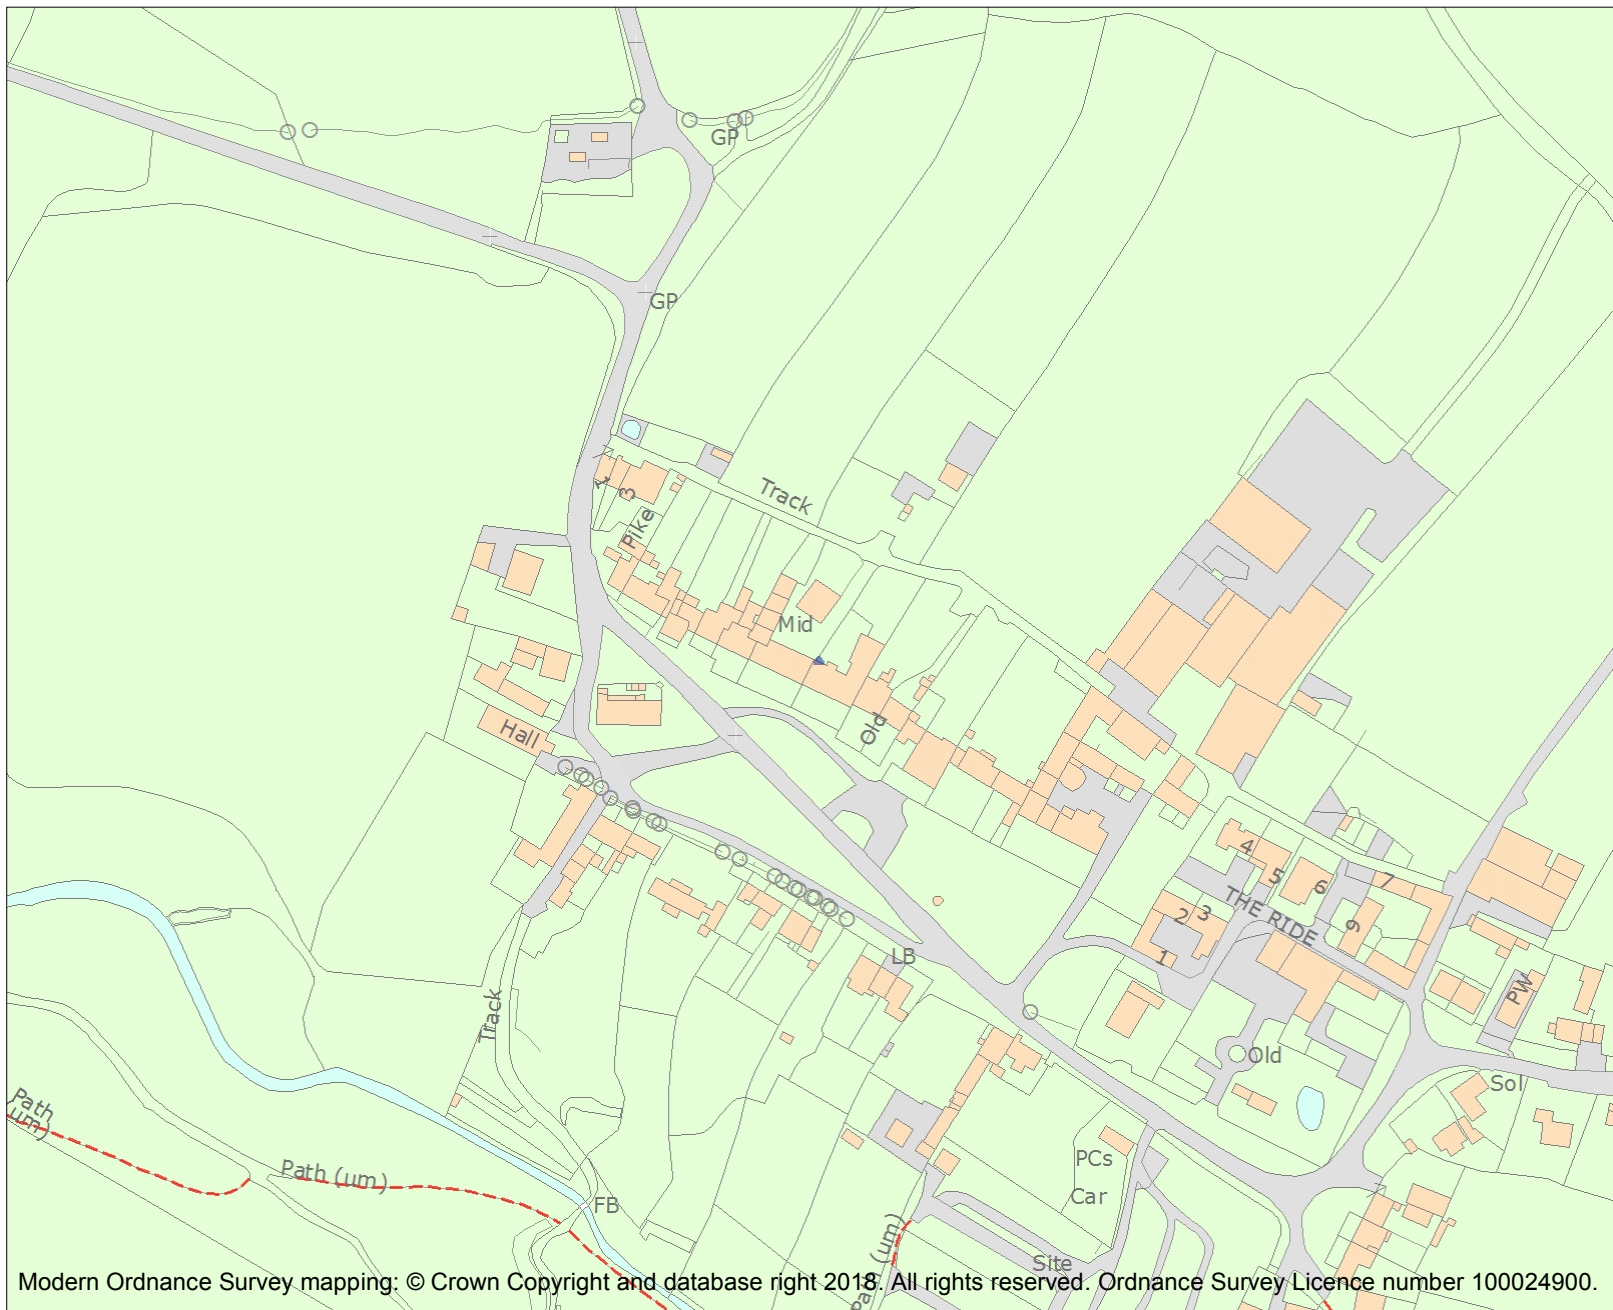 GP
GP
Track
1
3
Pike
Mid
Old
Hall
4
5
6
7
THE RIDE
2
3
9
1
LB
PW
Track
Old
Sol
Path
(um)
PCs
Path (um)
Car
FB
Path (um)
Site
Modern Ordnance Survey mapping: © Crown Copyright and database right 2018. All rights reserved. Ordnance Survey Licence number 100024900.